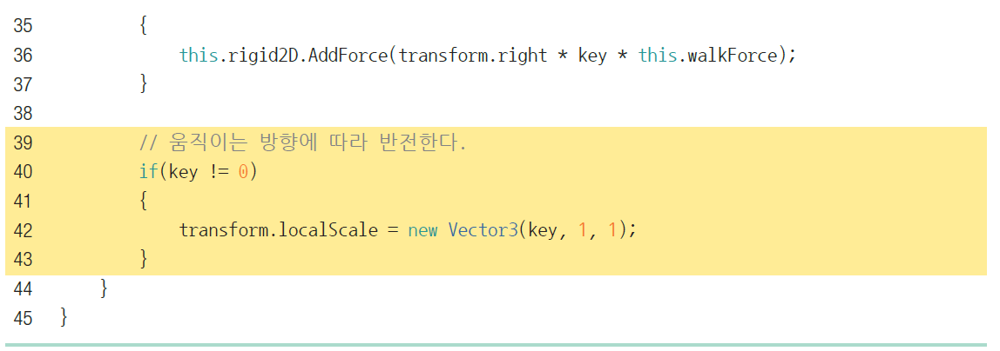 35 {
36 this.rigid2D.AddForce(transform.right * key * this.walkForce);
37 }
38
39 // 움직이는 방향에 따라 반전한다.
40 if(key != 0)
41 {
42 transform.localScale = new Vector3(key, 1, 1);
43 }
44 }
45 }